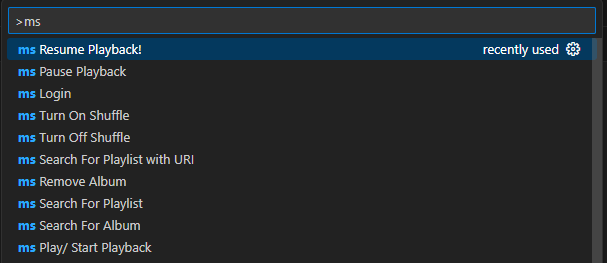 >ms
ms Resume Playback! recently used
ms Pause Playback
ms Login
ms Turn On Shuffle
ms Turn Off Shuffle
ms Search For Playlist with URI
ms Remove Album
ms Search For Playlist
ms Search For Album
ms Play/ Start Playback